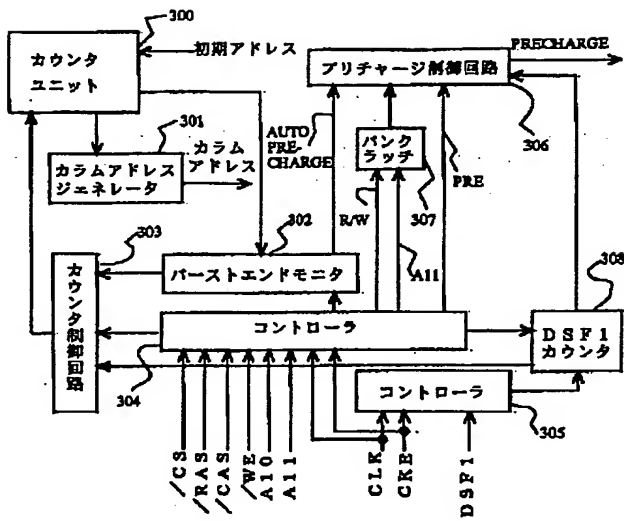 300
カウンタ
ユニット
初期アドレス
PRECHARGE
プリチャージ制御回路
306
301
カラムアドレス
ジェネレータ
カラム
アドレス
AUTO
PRE-
CHARGE
バンク
ラッチ
307
PRE
R/W
A11
302
バーストエンドモニタ
303
カウンタ制御回路
コントローラ
304
308
DSF1
カウンタ
コントローラ
305
/CS
/RAS
/CAS
/WE
A10
A11
CLK
CKE
DSF1